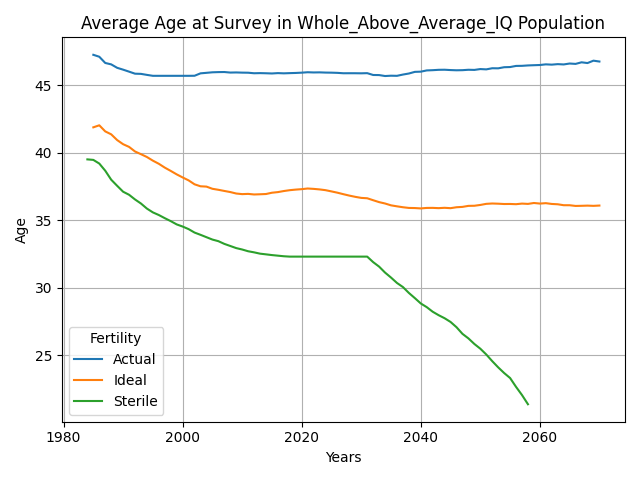 Average Age at Survey in Whole_Above_Average_IQ Population
45
40
35
30
25
Age
Fertility
Actual
Ideal
Sterile
1980
2000
2020
2040
2060
Years